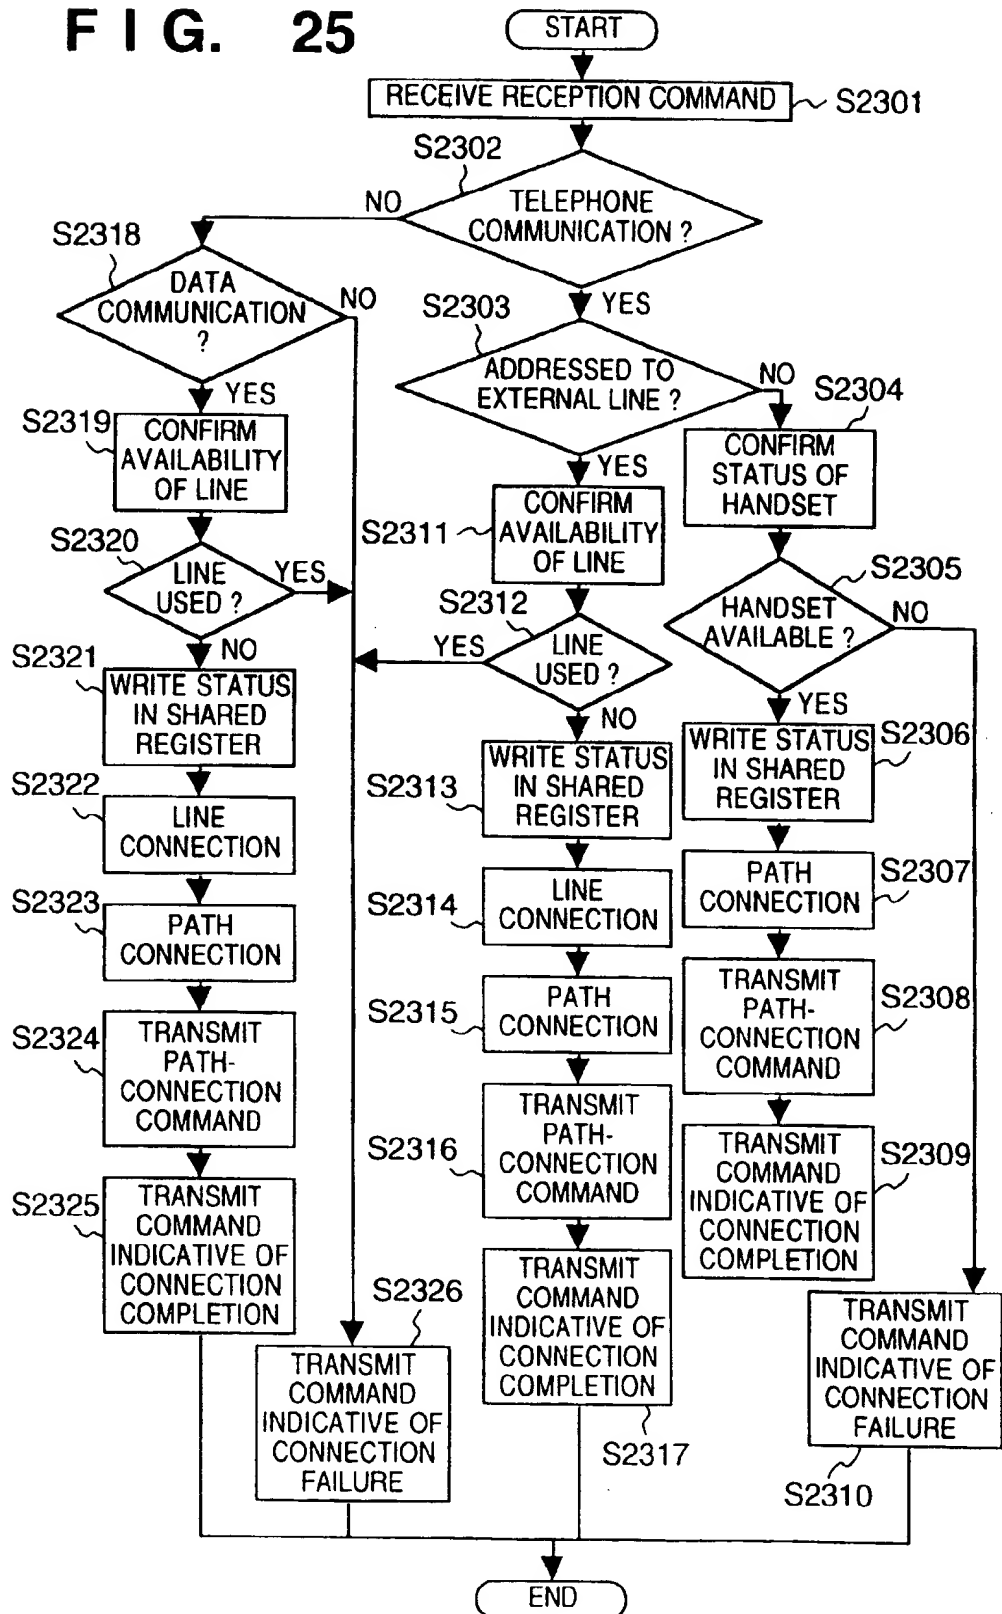 FIG. 25
START
RECEIVE RECEPTION COMMAND
S2301
S2302
TELEPHONE
COMMUNICATION ?
NO
YES
S2318
DATA
COMMUNICATION
?
NO
YES
S2303
ADDRESSED TO
EXTERNAL LINE ?
NO
YES
S2304
CONFIRM
STATUS OF
HANDSET
S2319
CONFIRM
AVAILABILITY
OF LINE
S2311
CONFIRM
AVAILABILITY
OF LINE
S2305
HANDSET
AVAILABLE ?
NO
YES
S2320
LINE
USED ?
YES
NO
S2312
LINE
USED ?
YES
NO
S2321
WRITE STATUS
IN SHARED
REGISTER
S2322
LINE
CONNECTION
S2323
PATH
CONNECTION
S2324
TRANSMIT
PATH-
CONNECTION
COMMAND
S2325
TRANSMIT
COMMAND
INDICATIVE OF
CONNECTION
COMPLETION
S2326
TRANSMIT
COMMAND
INDICATIVE OF
CONNECTION
FAILURE
S2313
WRITE STATUS
IN SHARED
REGISTER
S2314
LINE
CONNECTION
S2315
PATH
CONNECTION
S2316
TRANSMIT
PATH-
CONNECTION
COMMAND
TRANSMIT
COMMAND
INDICATIVE OF
CONNECTION
COMPLETION
S2317
S2306
WRITE STATUS
IN SHARED
REGISTER
S2307
PATH
CONNECTION
S2308
TRANSMIT
PATH-
CONNECTION
COMMAND
S2309
TRANSMIT
COMMAND
INDICATIVE OF
CONNECTION
COMPLETION
TRANSMIT
COMMAND
INDICATIVE OF
CONNECTION
FAILURE
S2310
END